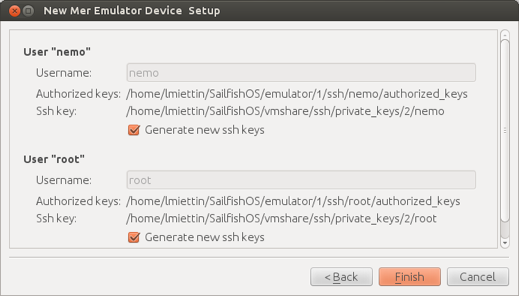 New Mer Emulator Device  Setup
User "nemo"
Username: nemo
Authorized keys: /home/lmiettin/SailfishOS/emulator/1/ssh/nemo/authorized_keys
Ssh key: /home/lmiettin/SailfishOS/vmshare/ssh/private_keys/2/nemo
Generate new ssh keys
User "root"
Username: root
Authorized keys: /home/lmiettin/SailfishOS/emulator/1/ssh/root/authorized_keys
Ssh key: /home/lmiettin/SailfishOS/vmshare/ssh/private_keys/2/root
Generate new ssh keys
< Back Finish Cancel